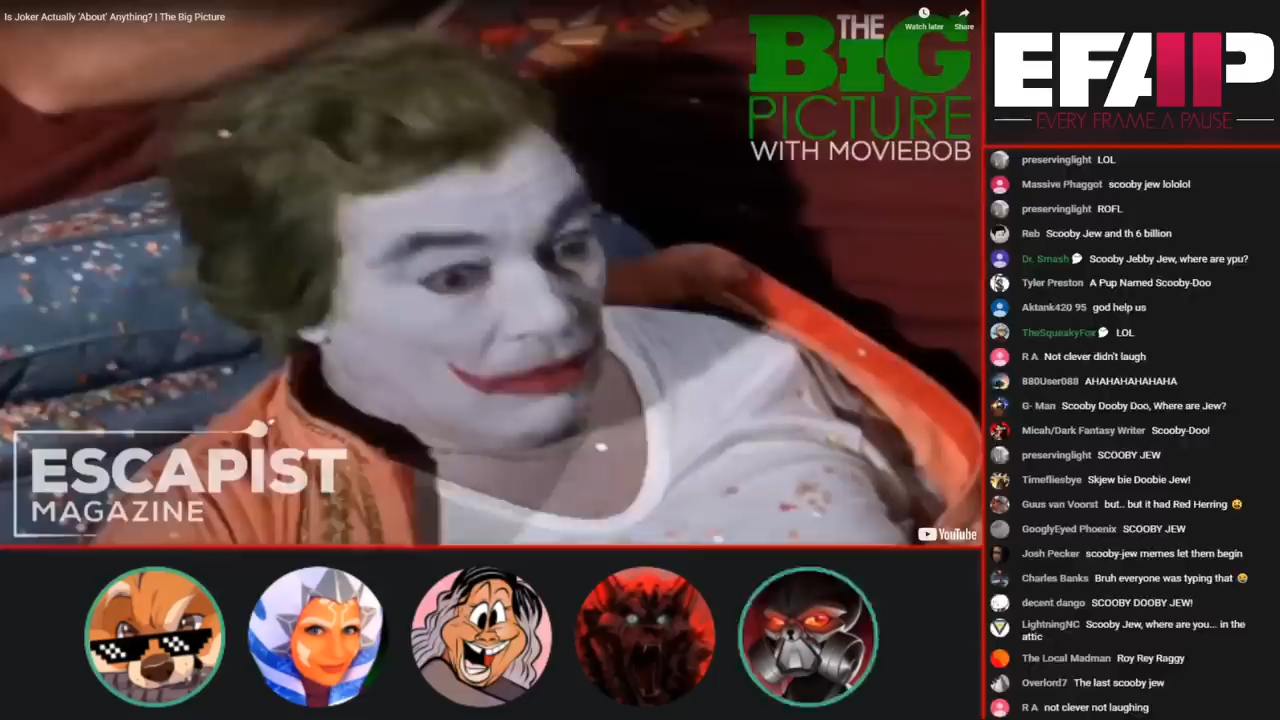 Is Joker Actually 'About' Anything? | The Big Picture
Watch later
Share
THE
BIG
PICTURE
WITH MOVIEBOB
ESCAPIST
MAGAZINE
YouTube
EFAP
EVERY FRAME A PAUSE
preservinglight LOL
Massive Phaggot scooby jew lololol
preservinglight ROFL
Reb Scooby Jew and th 6 billion
Dr. Smash Scooby Jebby Jew, where are ypu?
Tyler Preston A Pup Named Scooby-Doo
Aktank420 95 god help us
TheSqueakyFox LOL
R A Not clever didn't laugh
880User088 AHAHAHAHAHAHA
G- Man Scooby Dooby Doo, Where are Jew?
Micah/Dark Fantasy Writer Scooby-Doo!
preservinglight SCOOBY JEW
Timefliesbye Skjew bie Doobie Jew!
Guus van Voorst but.. but it had Red Herring 😛
GooglyEyed Phoenix SCOOBY JEW
Josh Pecker scooby-jew memes let them begin
Charles Banks Bruh everyone was typing that 😂
decent dango SCOOBY DOOBY JEW!
LightningNC Scooby Jew, where are you... in the
attic
The Local Madman Roy Rey Raggy
Overlord7 The last scooby jew
R A not clever not laughing